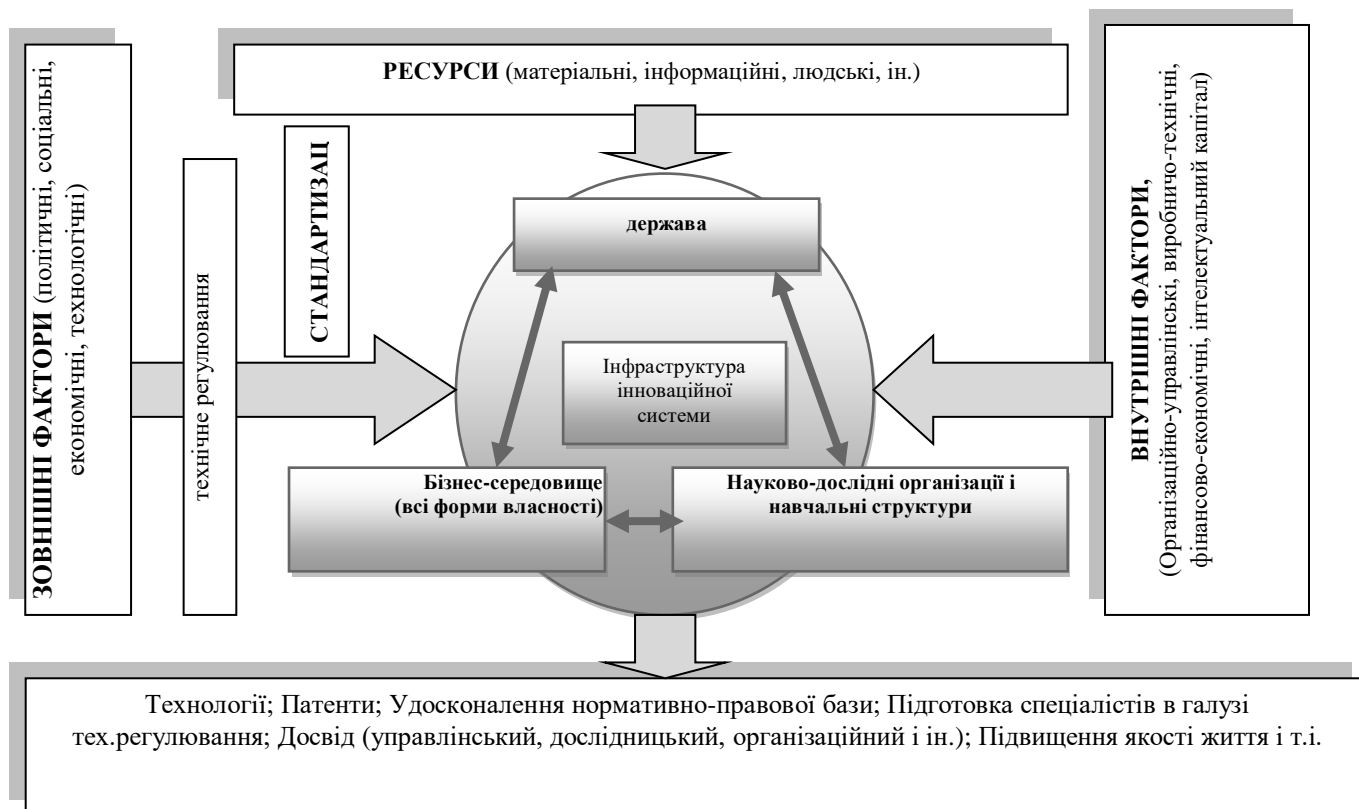 РЕСУРСИ (матеріальні, інформаційні, людські, ін.)
ЗОВНІШНІ ФАКТОРИ (політичні, соціальні,
економічні, технологічні)
технічне регулювання
СТАНДАРТИЗАЦ
держава
Інфраструктура
інноваційної
системи
Бізнес-середовище
(всі форми власності)
Науково-дослідні організації і
навчальні структури
ВНУТРІШНІ ФАКТОРИ,
(Організаційно-управлінські, виробничо-технічні,
фінансово-економічні, інтелектуальний капітал)
Технології; Патенти; Удосконалення нормативно-правової бази; Підготовка спеціалістів в галузі
тех.регулювання; Досвід (управлінський, дослідницький, організаційний і ін.); Підвищення якості життя і т.і.